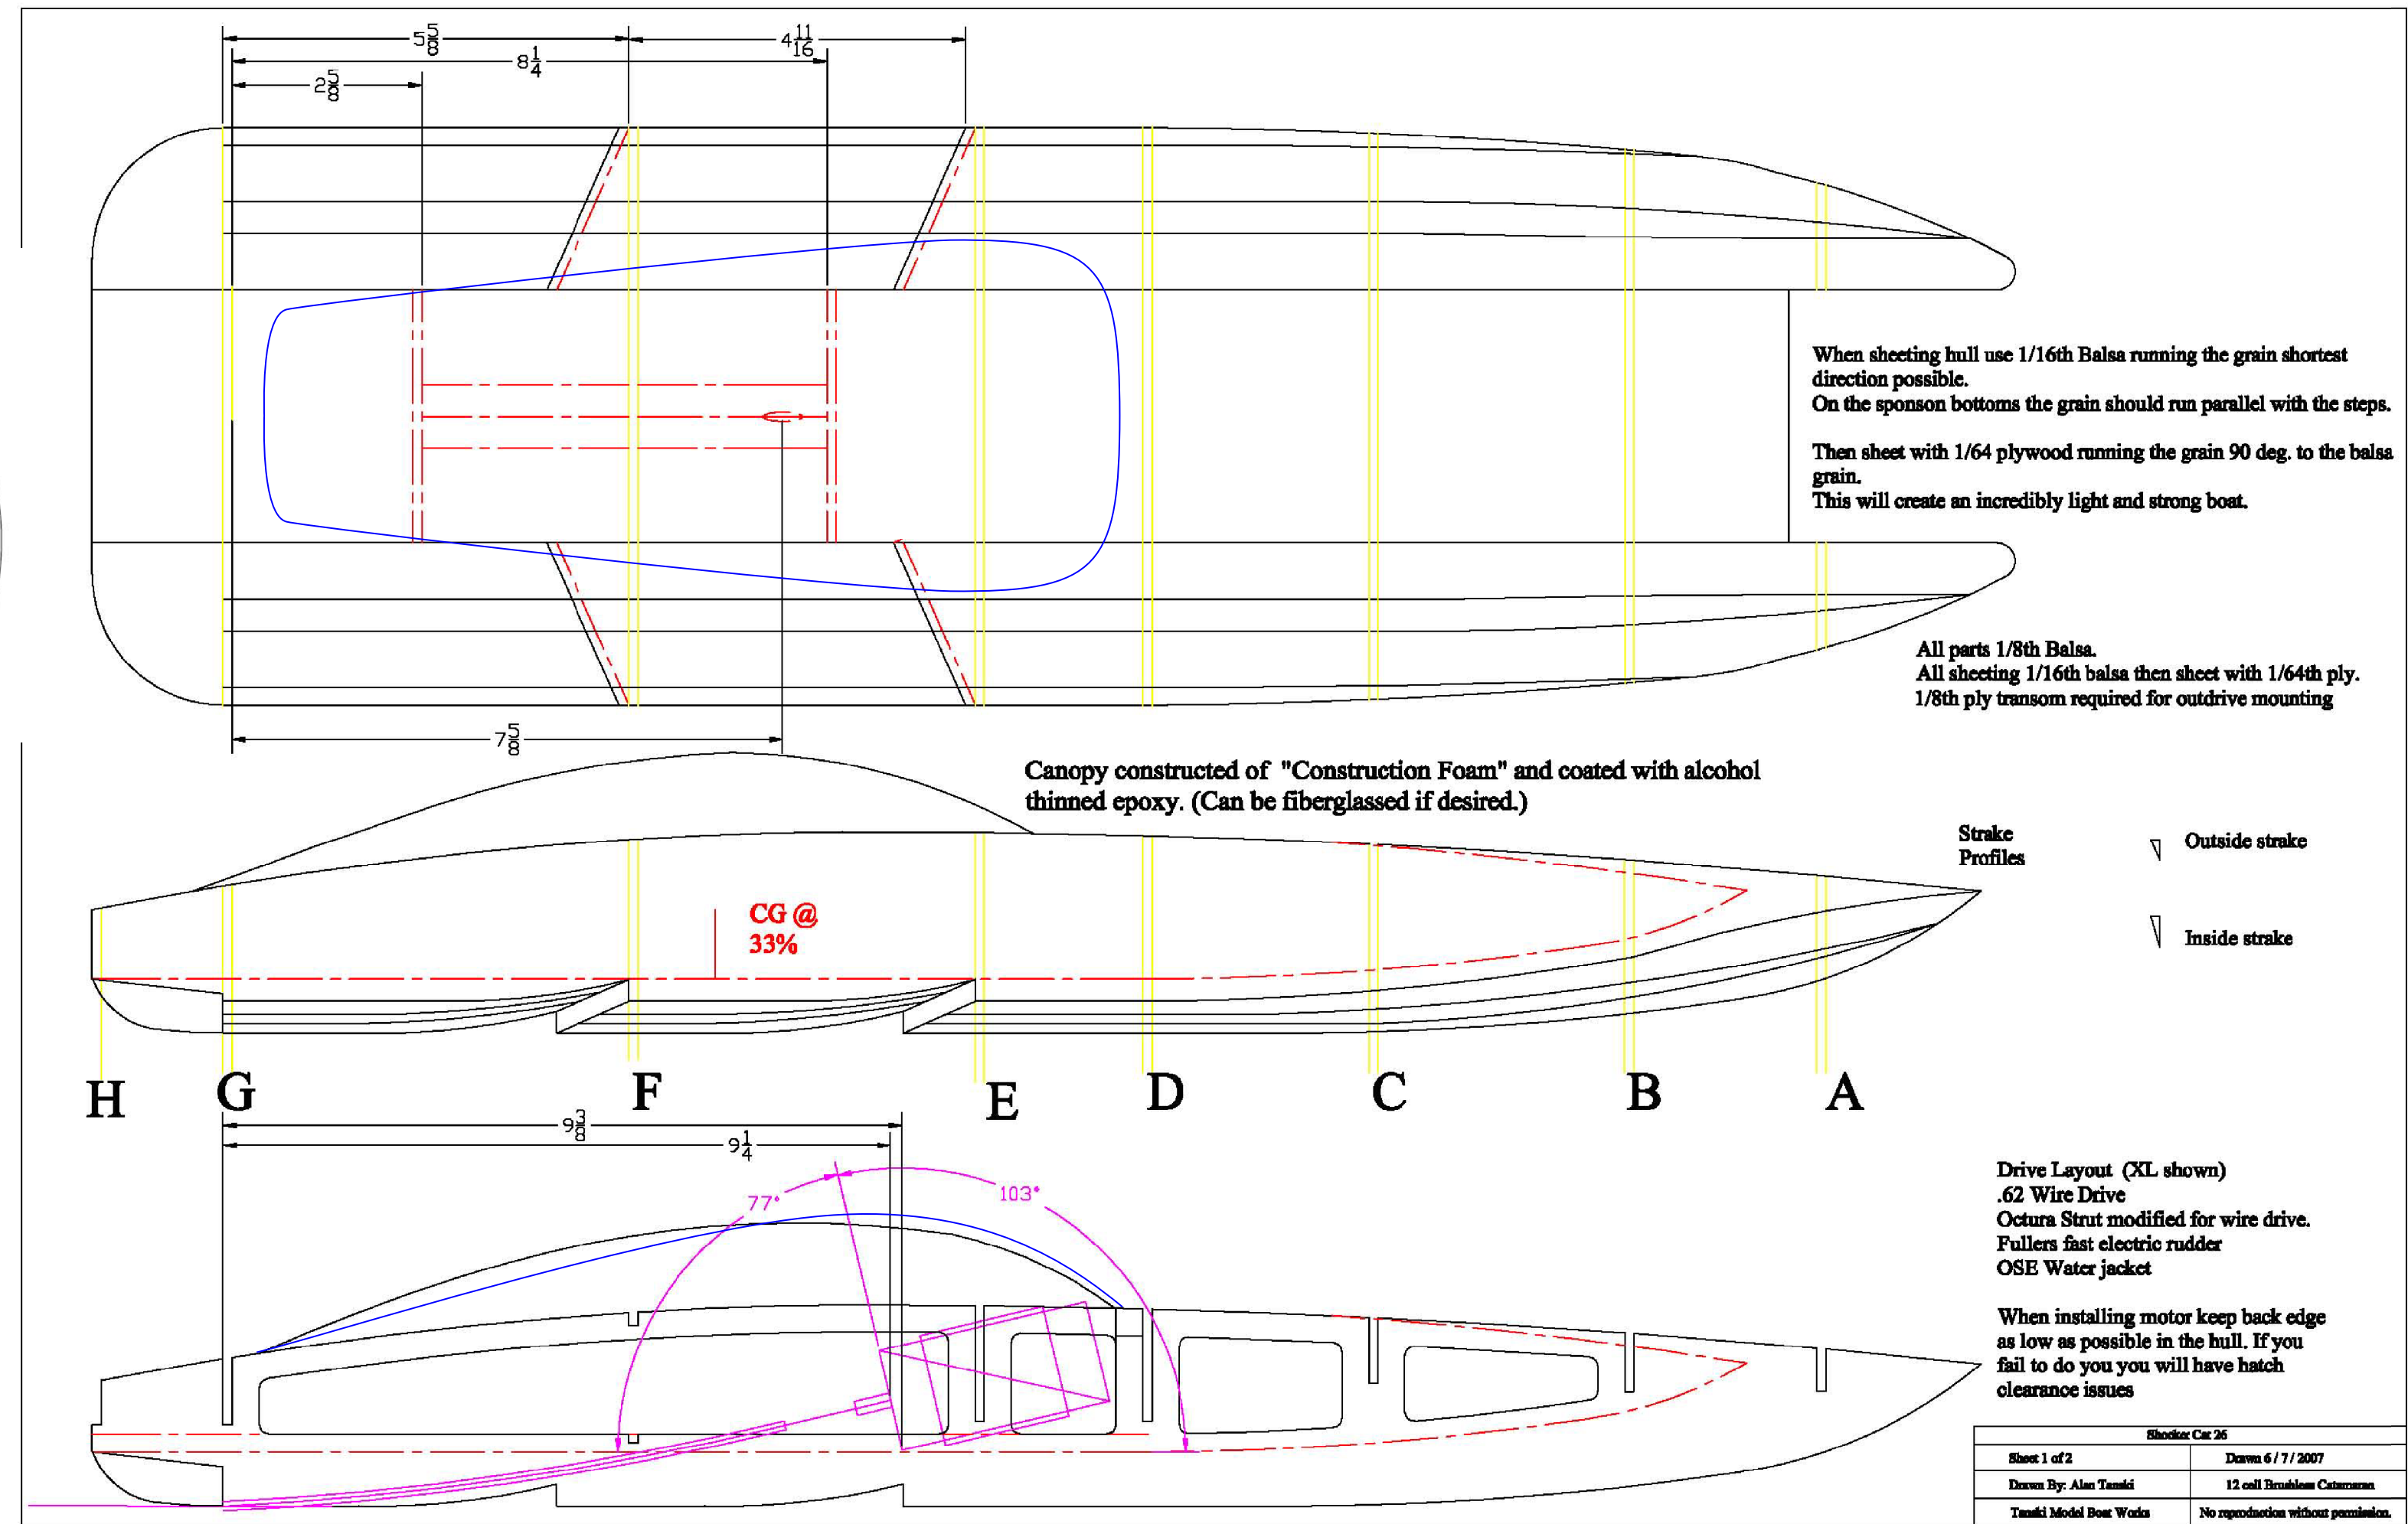 5 5/8
4 11/16
8 1/4
2 5/8
When sheeting hull use 1/16th Balsa running the grain shortest
direction possible.
On the sponson bottoms the grain should run parallel with the steps.
Then sheet with 1/64 plywood running the grain 90 deg. to the balsa
grain.
This will create an incredibly light and strong boat.
All parts 1/8th Balsa.
All sheeting 1/16th balsa then sheet with 1/64th ply.
1/8th ply transom required for outdrive mounting
7 5/8
Canopy constructed of "Construction Foam" and coated with alcohol
thinned epoxy. (Can be fiberglassed if desired.)
Strake
Profiles
Outside strake
Inside strake
CG @
33%
H G F E D C B A
9 3/8
9 1/4
77°
103°
Drive Layout (XL shown)
.62 Wire Drive
Octura Strut modified for wire drive.
Fullers fast electric rudder
OSE Water jacket
When installing motor keep back edge
as low as possible in the hull. If you
fail to do you you will have hatch
clearance issues
Shocker Cat 26
Sheet 1 of 2
Drawn 6 / 7 / 2007
Drawn By: Alan Tanski
12 cell Brushless Catamaran
Tanski Model Boat Works
No reproduction without permission.